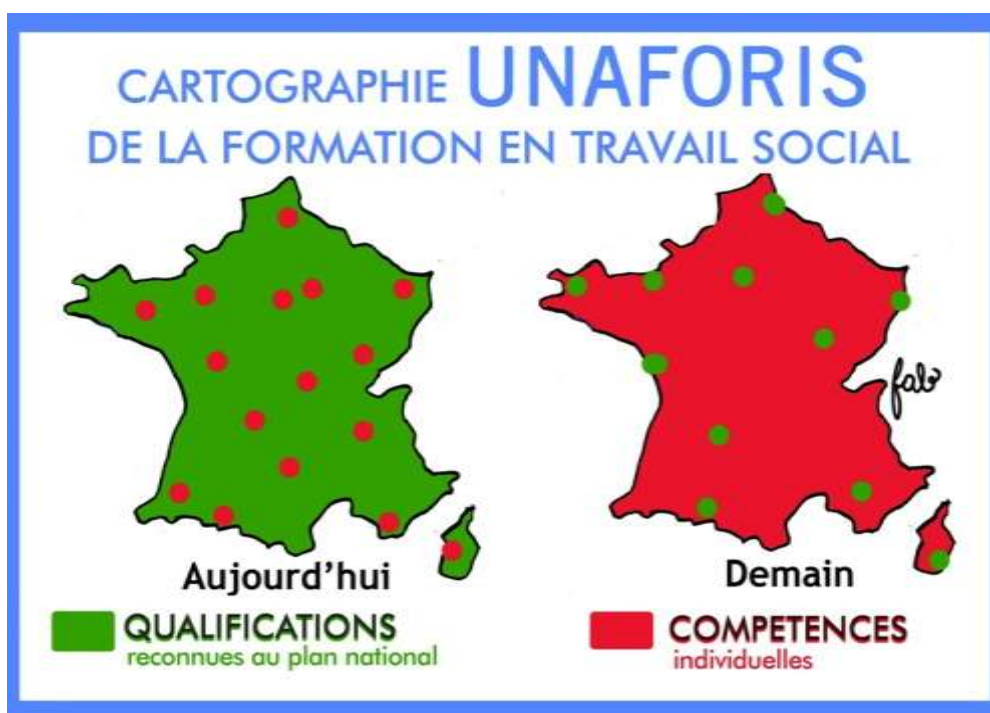 CARTOGRAPHIE UNAFORIS
DE LA FORMATION EN TRAVAIL SOCIAL
fab
Aujourd'hui
Demain
QUALIFICATIONS
reconnues au plan national
COMPETENCES
individuelles